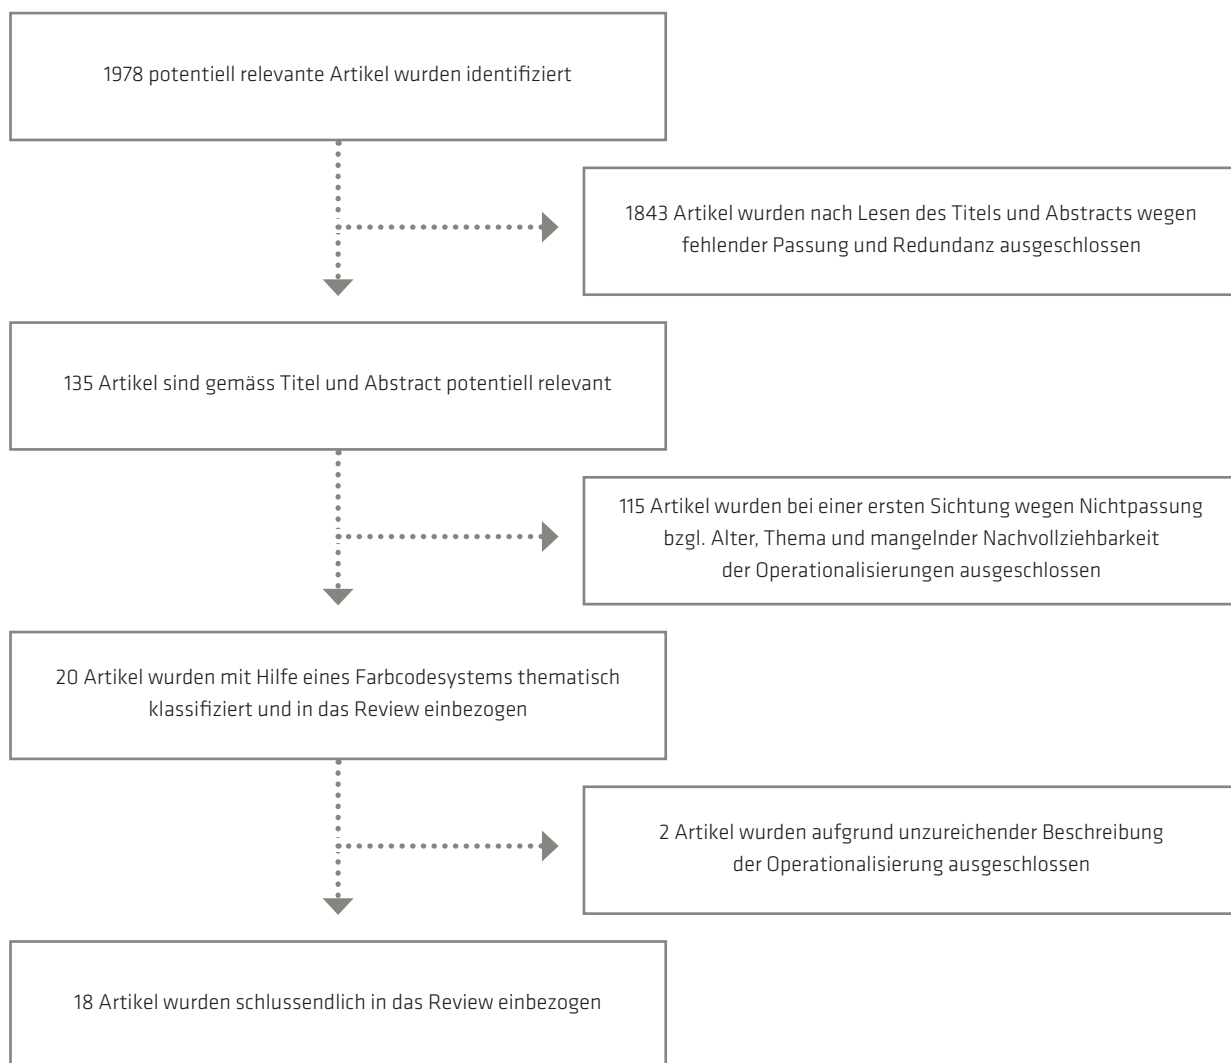 1978 potentiell relevante Artikel wurden identifiziert
1843 Artikel wurden nach Lesen des Titels und Abstracts wegen
fehlender Passung und Redundanz ausgeschlossen
135 Artikel sind gemäss Titel und Abstract potentiell relevant
115 Artikel wurden bei einer ersten Sichtung wegen Nichtpassung
bzgl. Alter, Thema und mangelnder Nachvollziehbarkeit
der Operationalisierungen ausgeschlossen
20 Artikel wurden mit Hilfe eines Farbcodesystems thematisch
klassifiziert und in das Review einbezogen
2 Artikel wurden aufgrund unzureichender Beschreibung
der Operationalisierung ausgeschlossen
18 Artikel wurden schlussendlich in das Review einbezogen